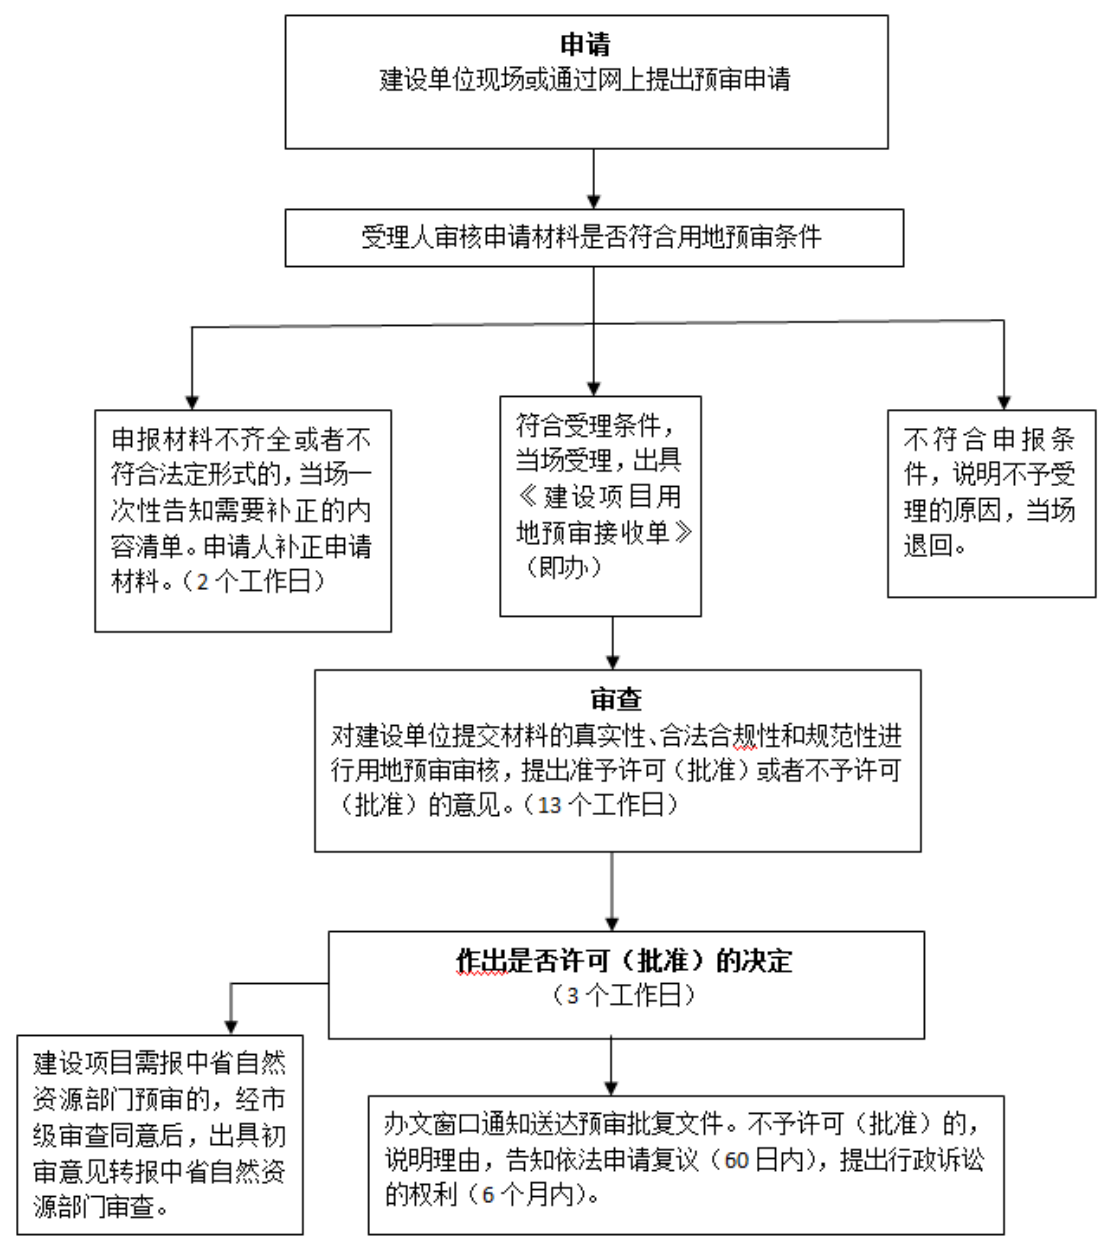 申请
建设单位现场或通过网上提出预审申请
受理人审核申请材料是否符合用地预审条件
申报材料不齐全或者不
符合法定形式的，当场一
次性告知需要补正的内
容清单。申请人补正申请
材料。（2 个工作日）
符合受理条件，
当场受理，出具
《建设项目用
地预审接收单》
（即办）
不符合申报条
件，说明不予受
理的原因，当场
退回。
审查
对建设单位提交材料的真实性、合法合规性和规范性进
行用地预审审核，提出准予许可（批准）或者不予许可
（批准）的意见。（13 个工作日）
作出是否许可（批准）的决定
（3 个工作日）
建设项目需报中省自然
资源部门预审的，经市
级审查同意后，出具初
审意见转报中省自然资
源部门审查。
办文窗口通知送达预审批复文件。不予许可（批准）的，
说明理由，告知依法申请复议（60 日内），提出行政诉讼
的权利（6 个月内）。